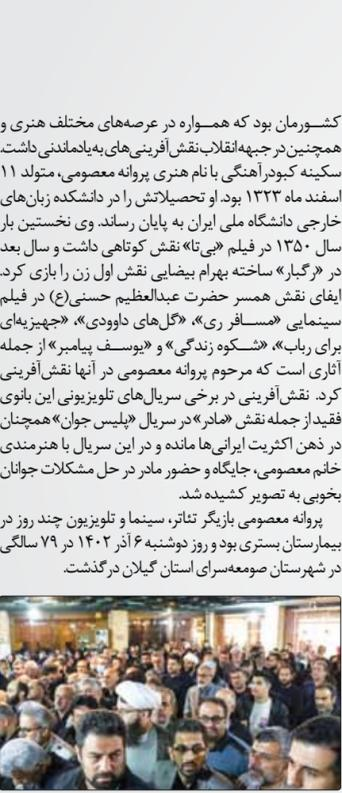 کشــورمان بود که همــواره در عرصه‌های مختلف هنری و
همچنین در جبهه انقلاب نقش‌آفرینی‌های به‌یادماندنی داشت.
سکینه کبودرآهنگی با نام هنری پروانه معصومی، متولد ۱۱
اسفند ماه ۱۳۲۳ بود. او تحصیلاتش را در دانشکده زبان‌های
خارجی دانشگاه ملی ایران به پایان رساند. وی نخستین بار
سال ۱۳۵۰ در فیلم «بی‌تا» نقش کوتاهی داشت و سال بعد
در «رگبار» ساخته بهرام بیضایی نقش اول زن را بازی کرد.
ایفای نقش همسر حضرت عبدالعظیم حسنی(ع) در فیلم
سینمایی «مســافر ری»، «گل‌های داوودی»، «جهیزیه‌ای
برای رباب»، «شــکوه زندگی» و «یوســف پیامبر» از جمله
آثاری است که مرحوم پروانه معصومی در آنها نقش‌آفرینی
کرد. نقش‌آفرینی در برخی سریال‌های تلویزیونی این بانوی
فقید از جمله نقش «مادر» در سریال «پلیس جوان» همچنان
در ذهن اکثریت ایرانی‌ها مانده و در این سریال با هنرمندی
خانم معصومی، جایگاه و حضور مادر در حل مشکلات جوانان
بخوبی به تصویر کشیده شد.
پروانه معصومی بازیگر تئاتر، سینما و تلویزیون چند روز در
بیمارستان بستری بود و روز دوشنبه ۶ آذر ۱۴۰۲ در ۷۹ سالگی
در شهرستان صومعه‌سرای استان گیلان درگذشت.